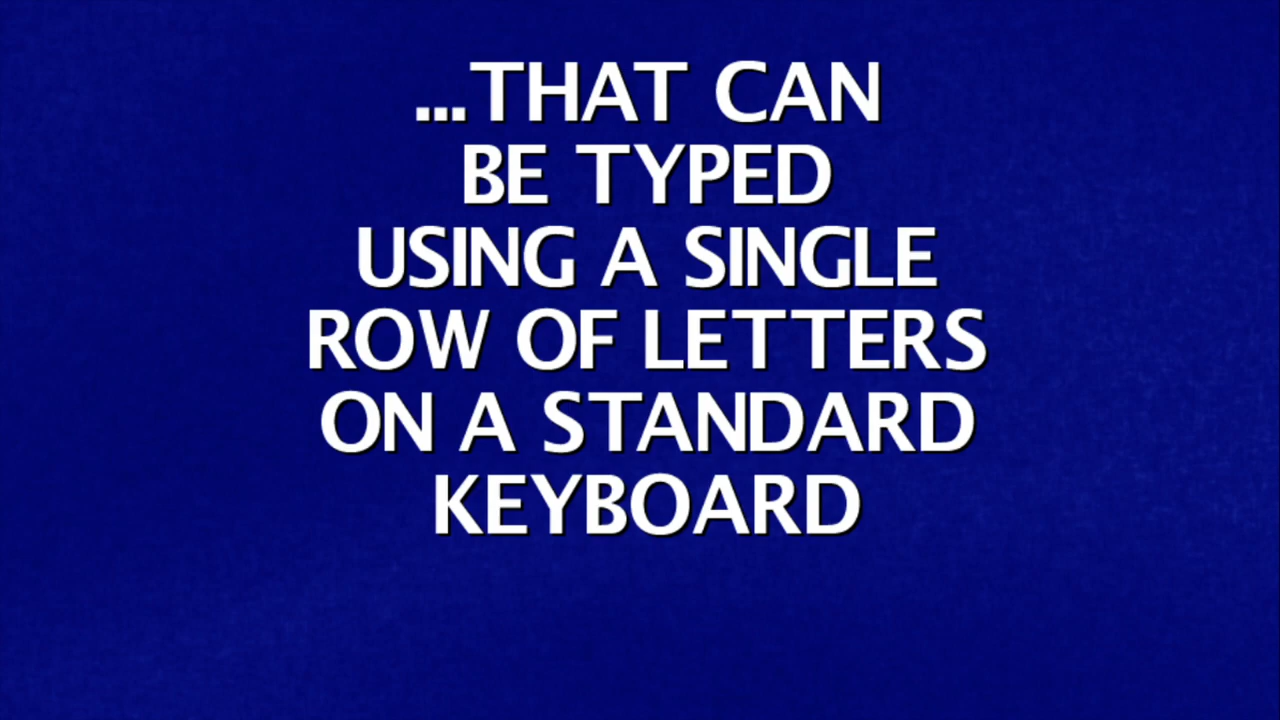 ...THAT CAN
BE TYPED
USING A SINGLE
ROW OF LETTERS
ON A STANDARD
KEYBOARD